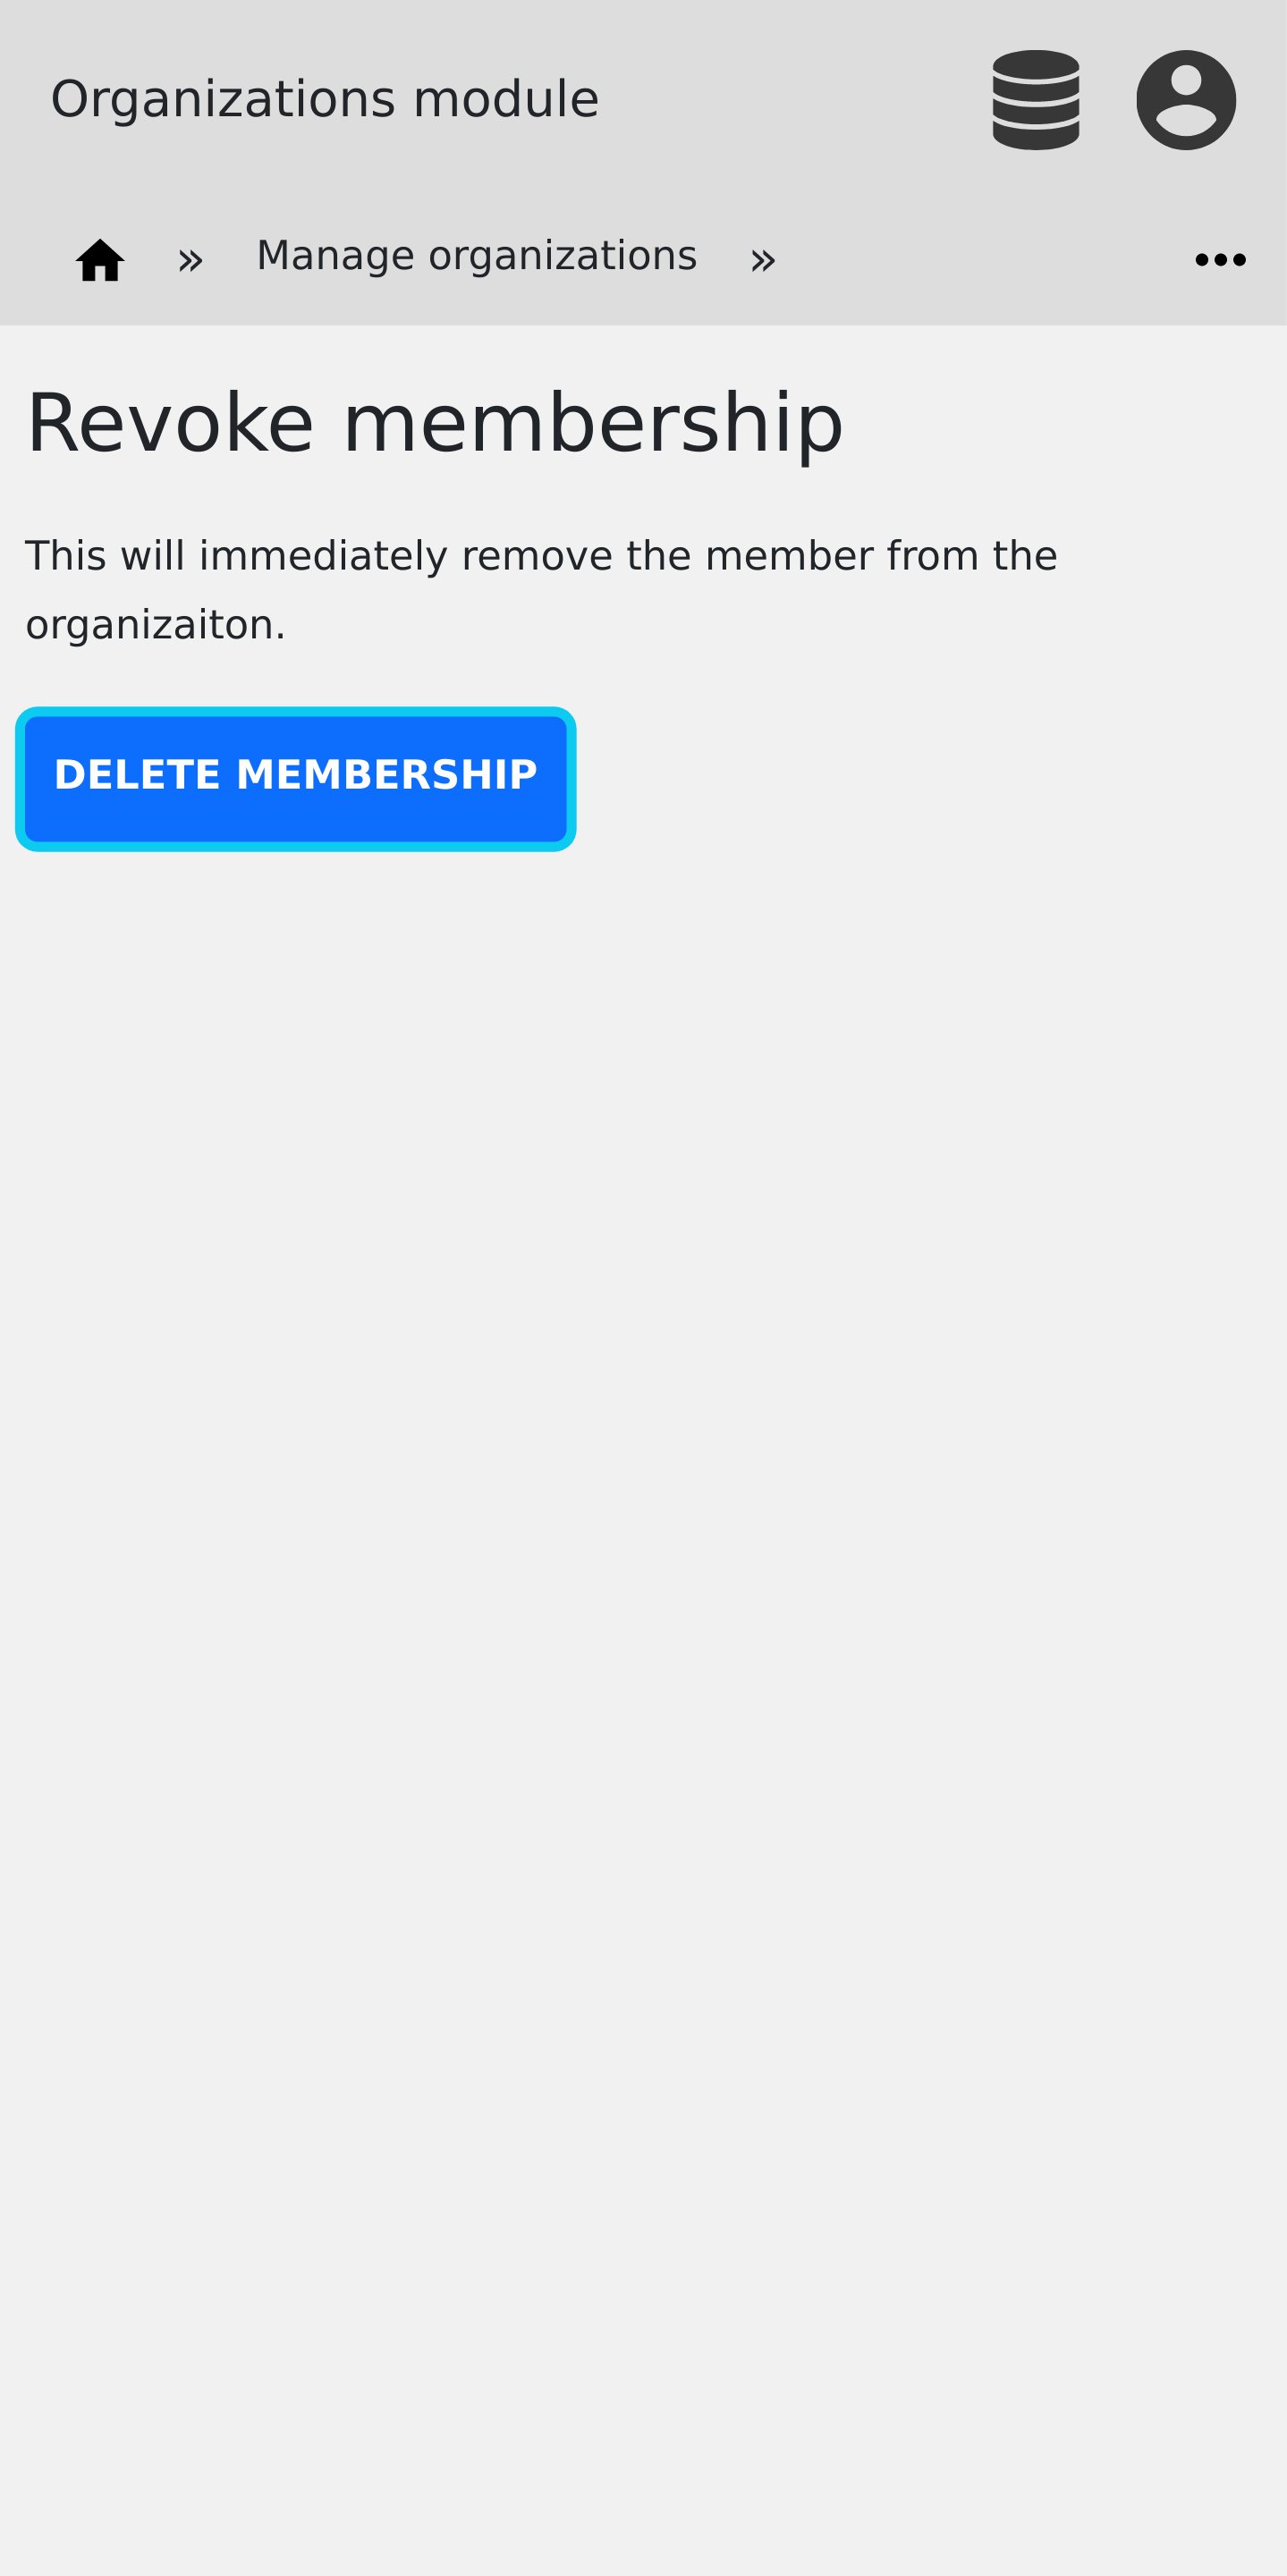 Organizations module
» Manage organizations »
Revoke membership
This will immediately remove the member from the
organizaiton.
DELETE MEMBERSHIP